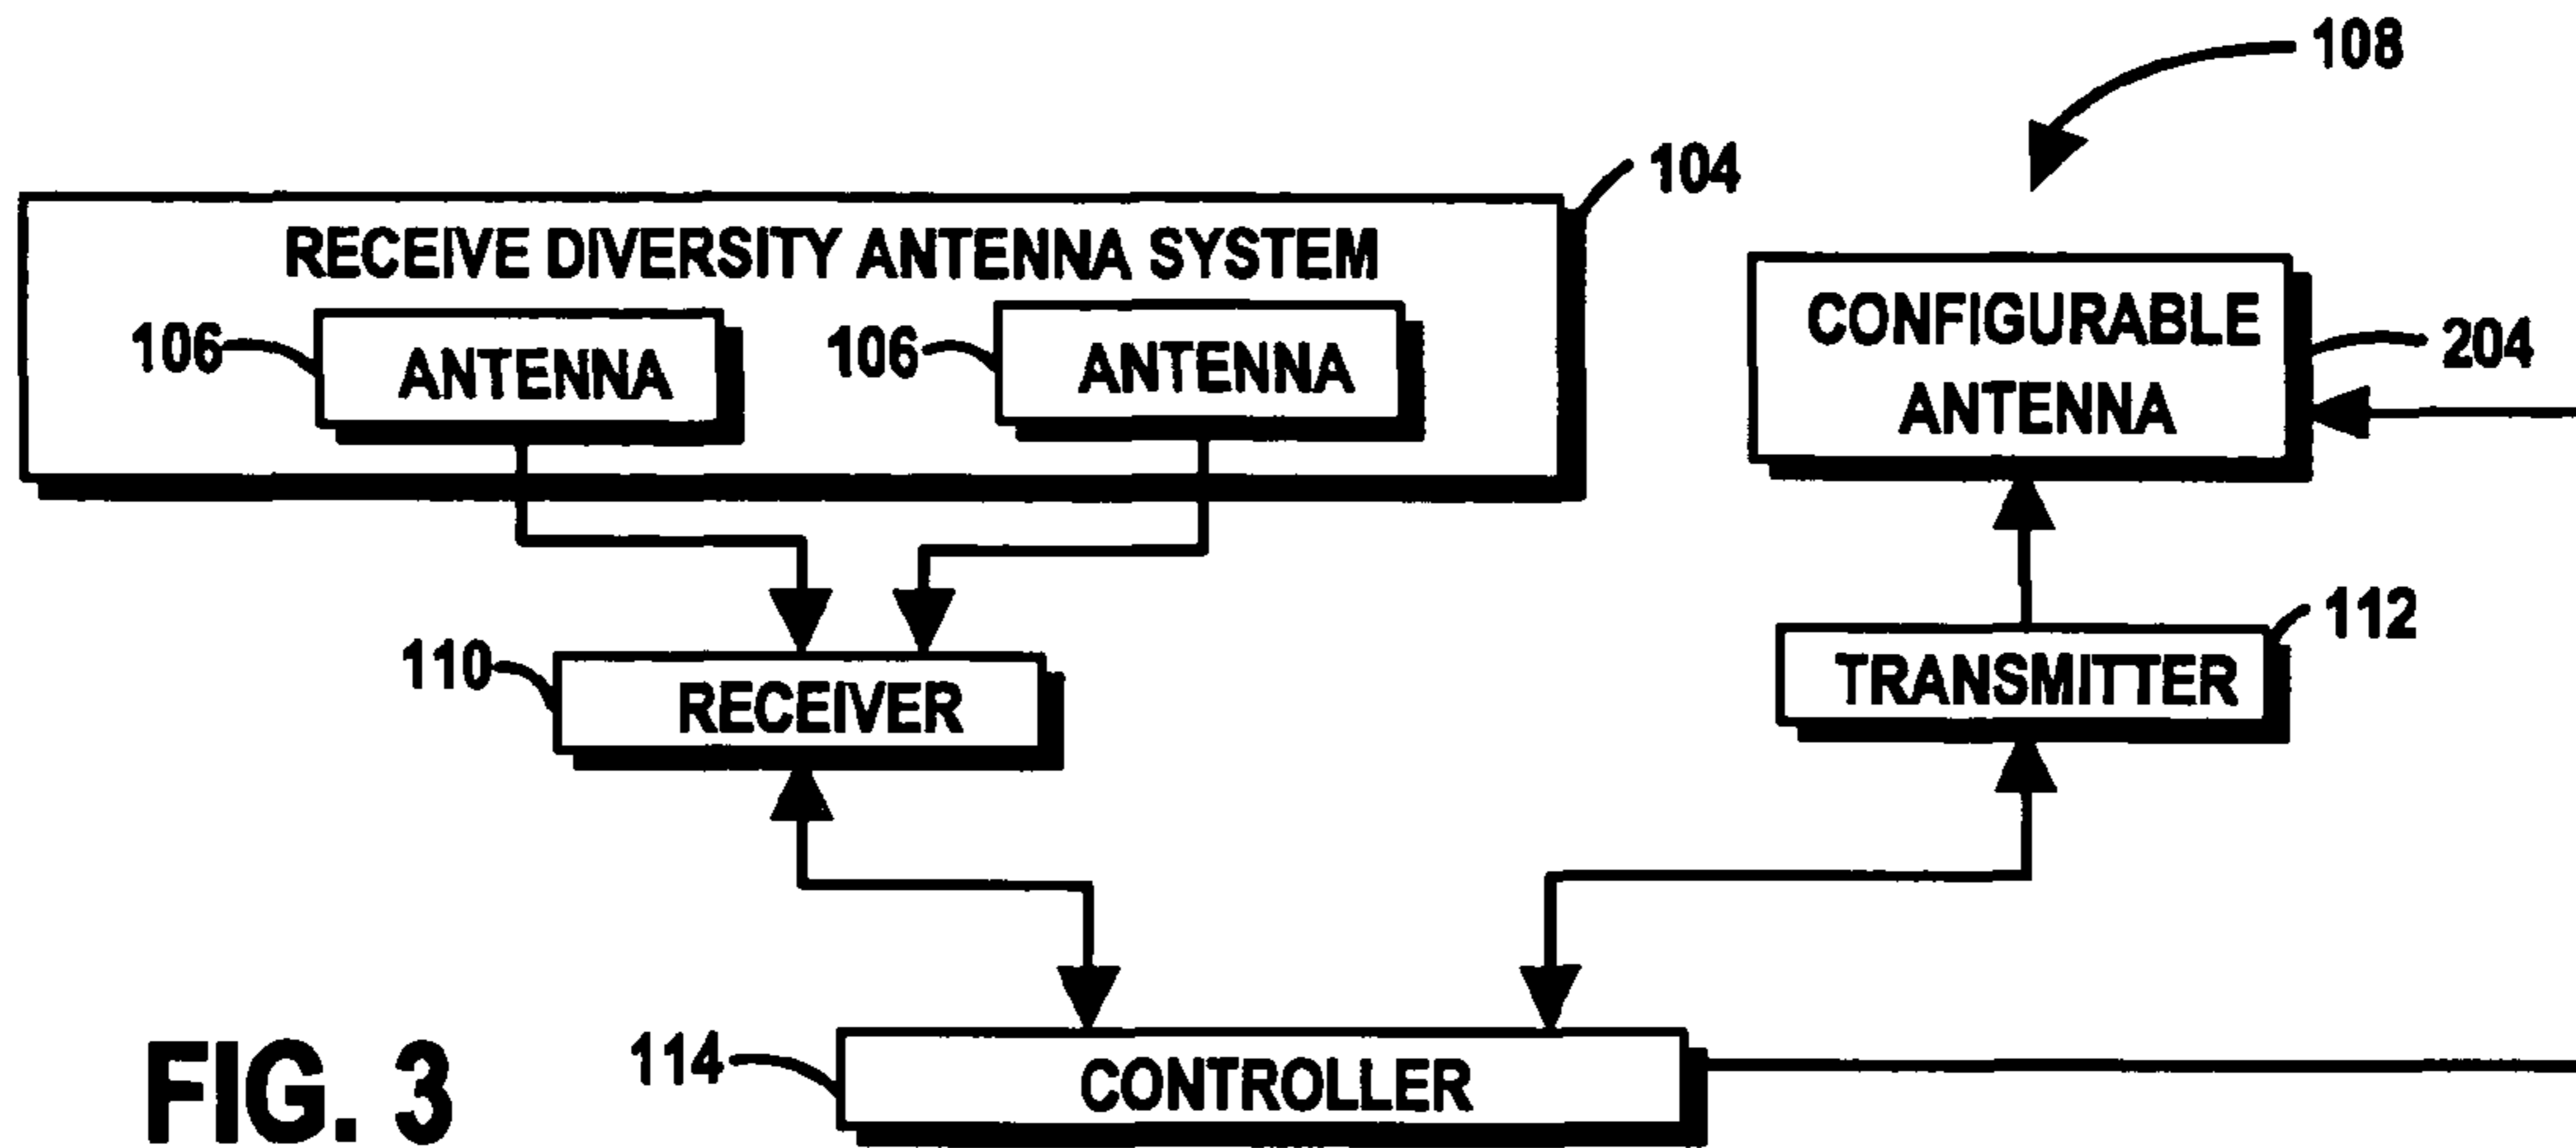 108
104
RECEIVE DIVERSITY ANTENNA SYSTEM
106
ANTENNA
106
ANTENNA
CONFIGURABLE
ANTENNA
204
110
RECEIVER
TRANSMITTER
112
114
CONTROLLER
FIG. 3